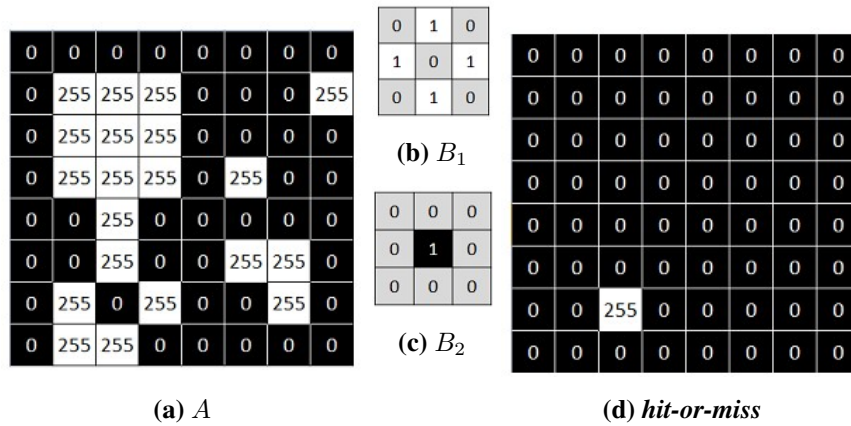 0 0 0 0 0 0 0 0
0 255 255 255 0 0 0 255
0 255 255 255 0 0 0 0
0 255 255 255 0 255 0 0
0 0 255 0 0 0 0 0
0 0 255 0 0 255 255 0
0 255 0 255 0 0 255 0
0 255 255 0 0 0 0 0
(a) A
0 1 0
1 0 1
0 1 0
(b) B₁
0 0 0
0 1 0
0 0 0
(c) B₂
0 0 0 0 0 0 0 0
0 0 0 0 0 0 0 0
0 0 0 0 0 0 0 0
0 0 0 0 0 0 0 0
0 0 0 0 0 0 0 0
0 0 0 0 0 0 0 0
0 0 255 0 0 0 0 0
0 0 0 0 0 0 0 0
(d) hit-or-miss